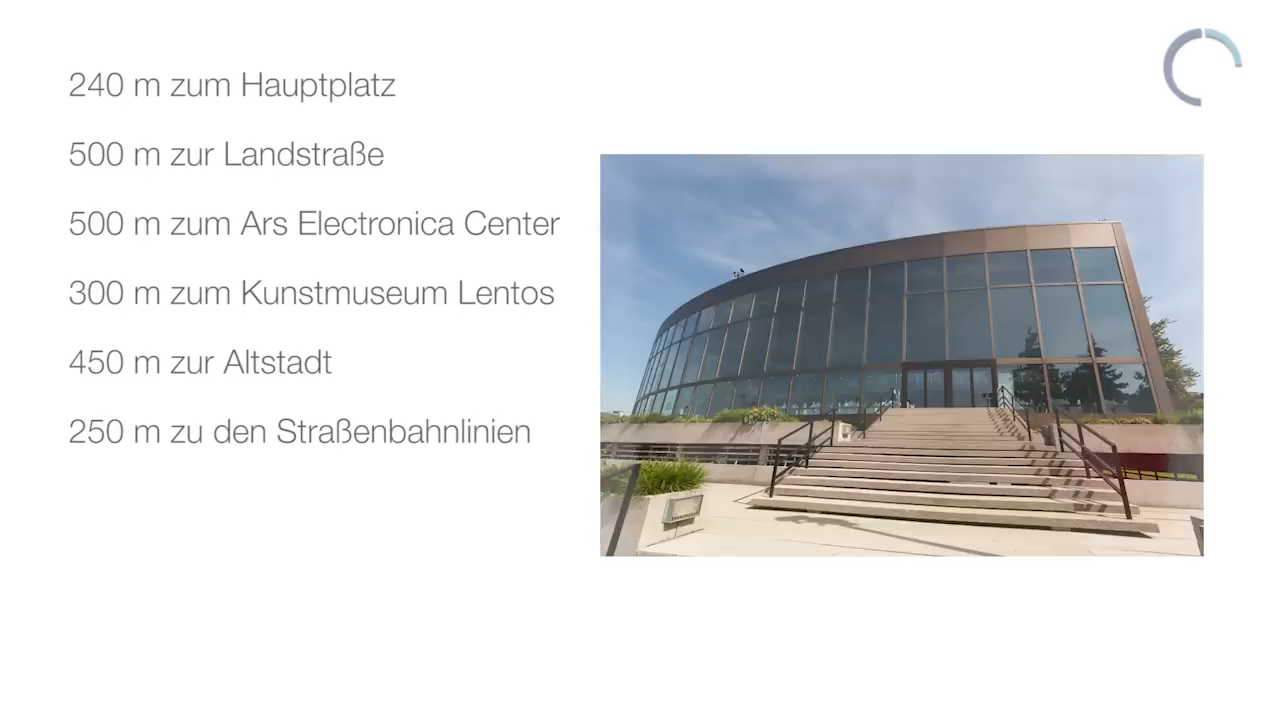 240 m zum Hauptplatz
500 m zur Landstraße
500 m zum Ars Electronica Center
300 m zum Kunstmuseum Lentos
450 m zur Altstadt
250 m zu den Straßenbahnlinien